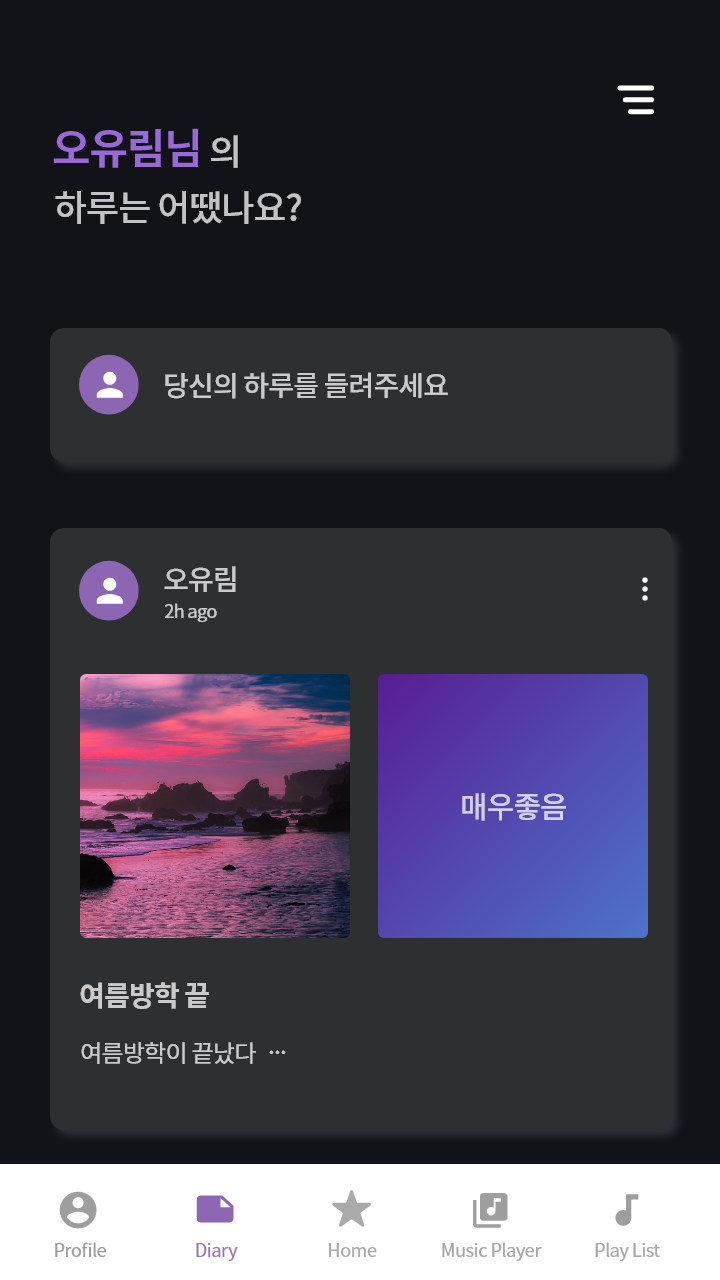 오유림님 의
하루는 어땠나요?
당신의 하루를 들려주세요
오유림
2h ago
매우좋음
여름방학 끝
여름방학이 끝났다 ···
Profile
Diary
Home
Music Player
Play List